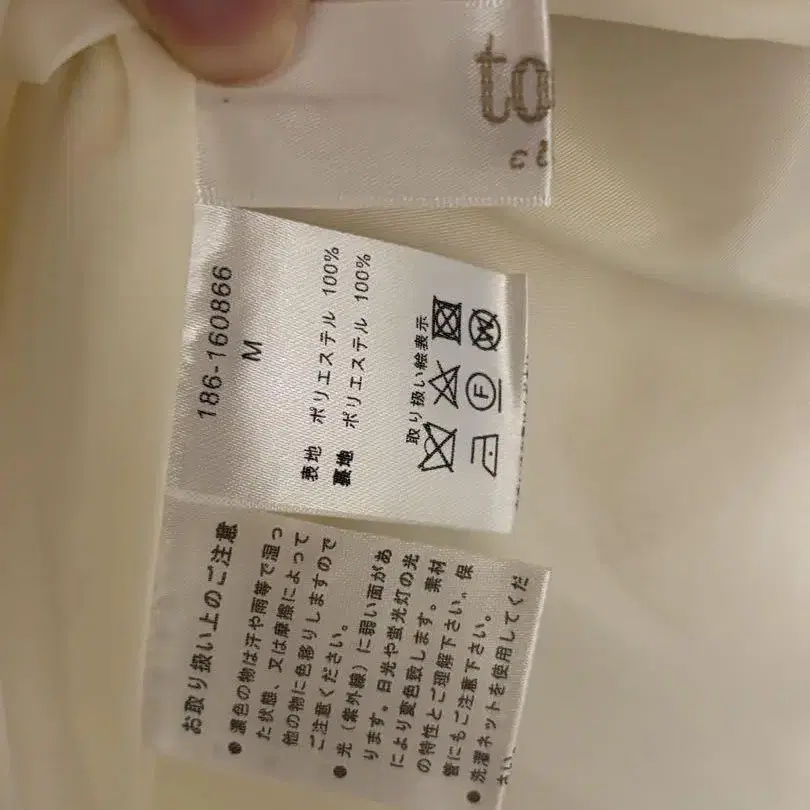 to
186-160866
M
表地 ポリエステル 100%
裏地 ポリエステル 100%
取り扱い絵表示
F
W
お取り扱い上のご注意
● 濃色の物は汗や雨等で湿っ
た状態、又は摩擦によって
他の物に色移りしますので
ご注意ください。
● 光（紫外線）に弱い面があ
ります。日光や蛍光灯の光
により変色致します。素材
の特性とご理解下さい。保
管にもご注意下さい。
● 洗濯ネットを使用してくだ
さい。